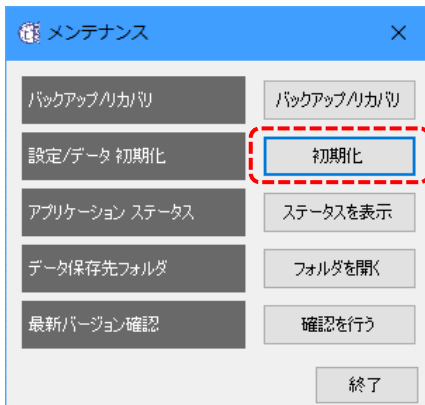 メンテナンス
バックアップ/リカバリ バックアップ/リカバリ
設定/データ 初期化 初期化
アプリケーション ステータス ステータスを表示
データ保存先フォルダ フォルダを開く
最新バージョン確認 確認を行う
終了